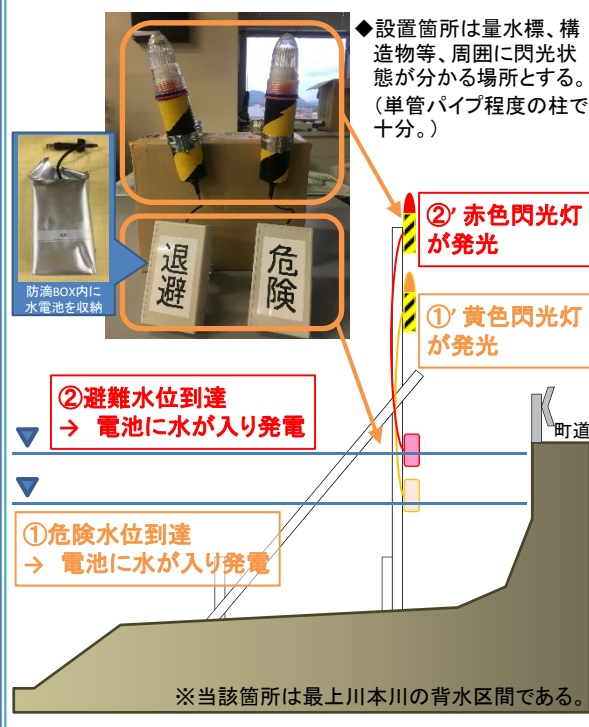 ◆設置箇所は量水標、構
造物等、周囲に閃光状
態が分かる場所とする。
（単管パイプ程度の柱で
十分。）
退避
危険
防滴BOX内に
水電池を収納
②’ 赤色閃光灯
が発光
①’ 黄色閃光灯
が発光
②避難水位到達
→ 電池に水が入り発電
町道
①危険水位到達
→ 電池に水が入り発電
※当該箇所は最上川本川の背水区間である。